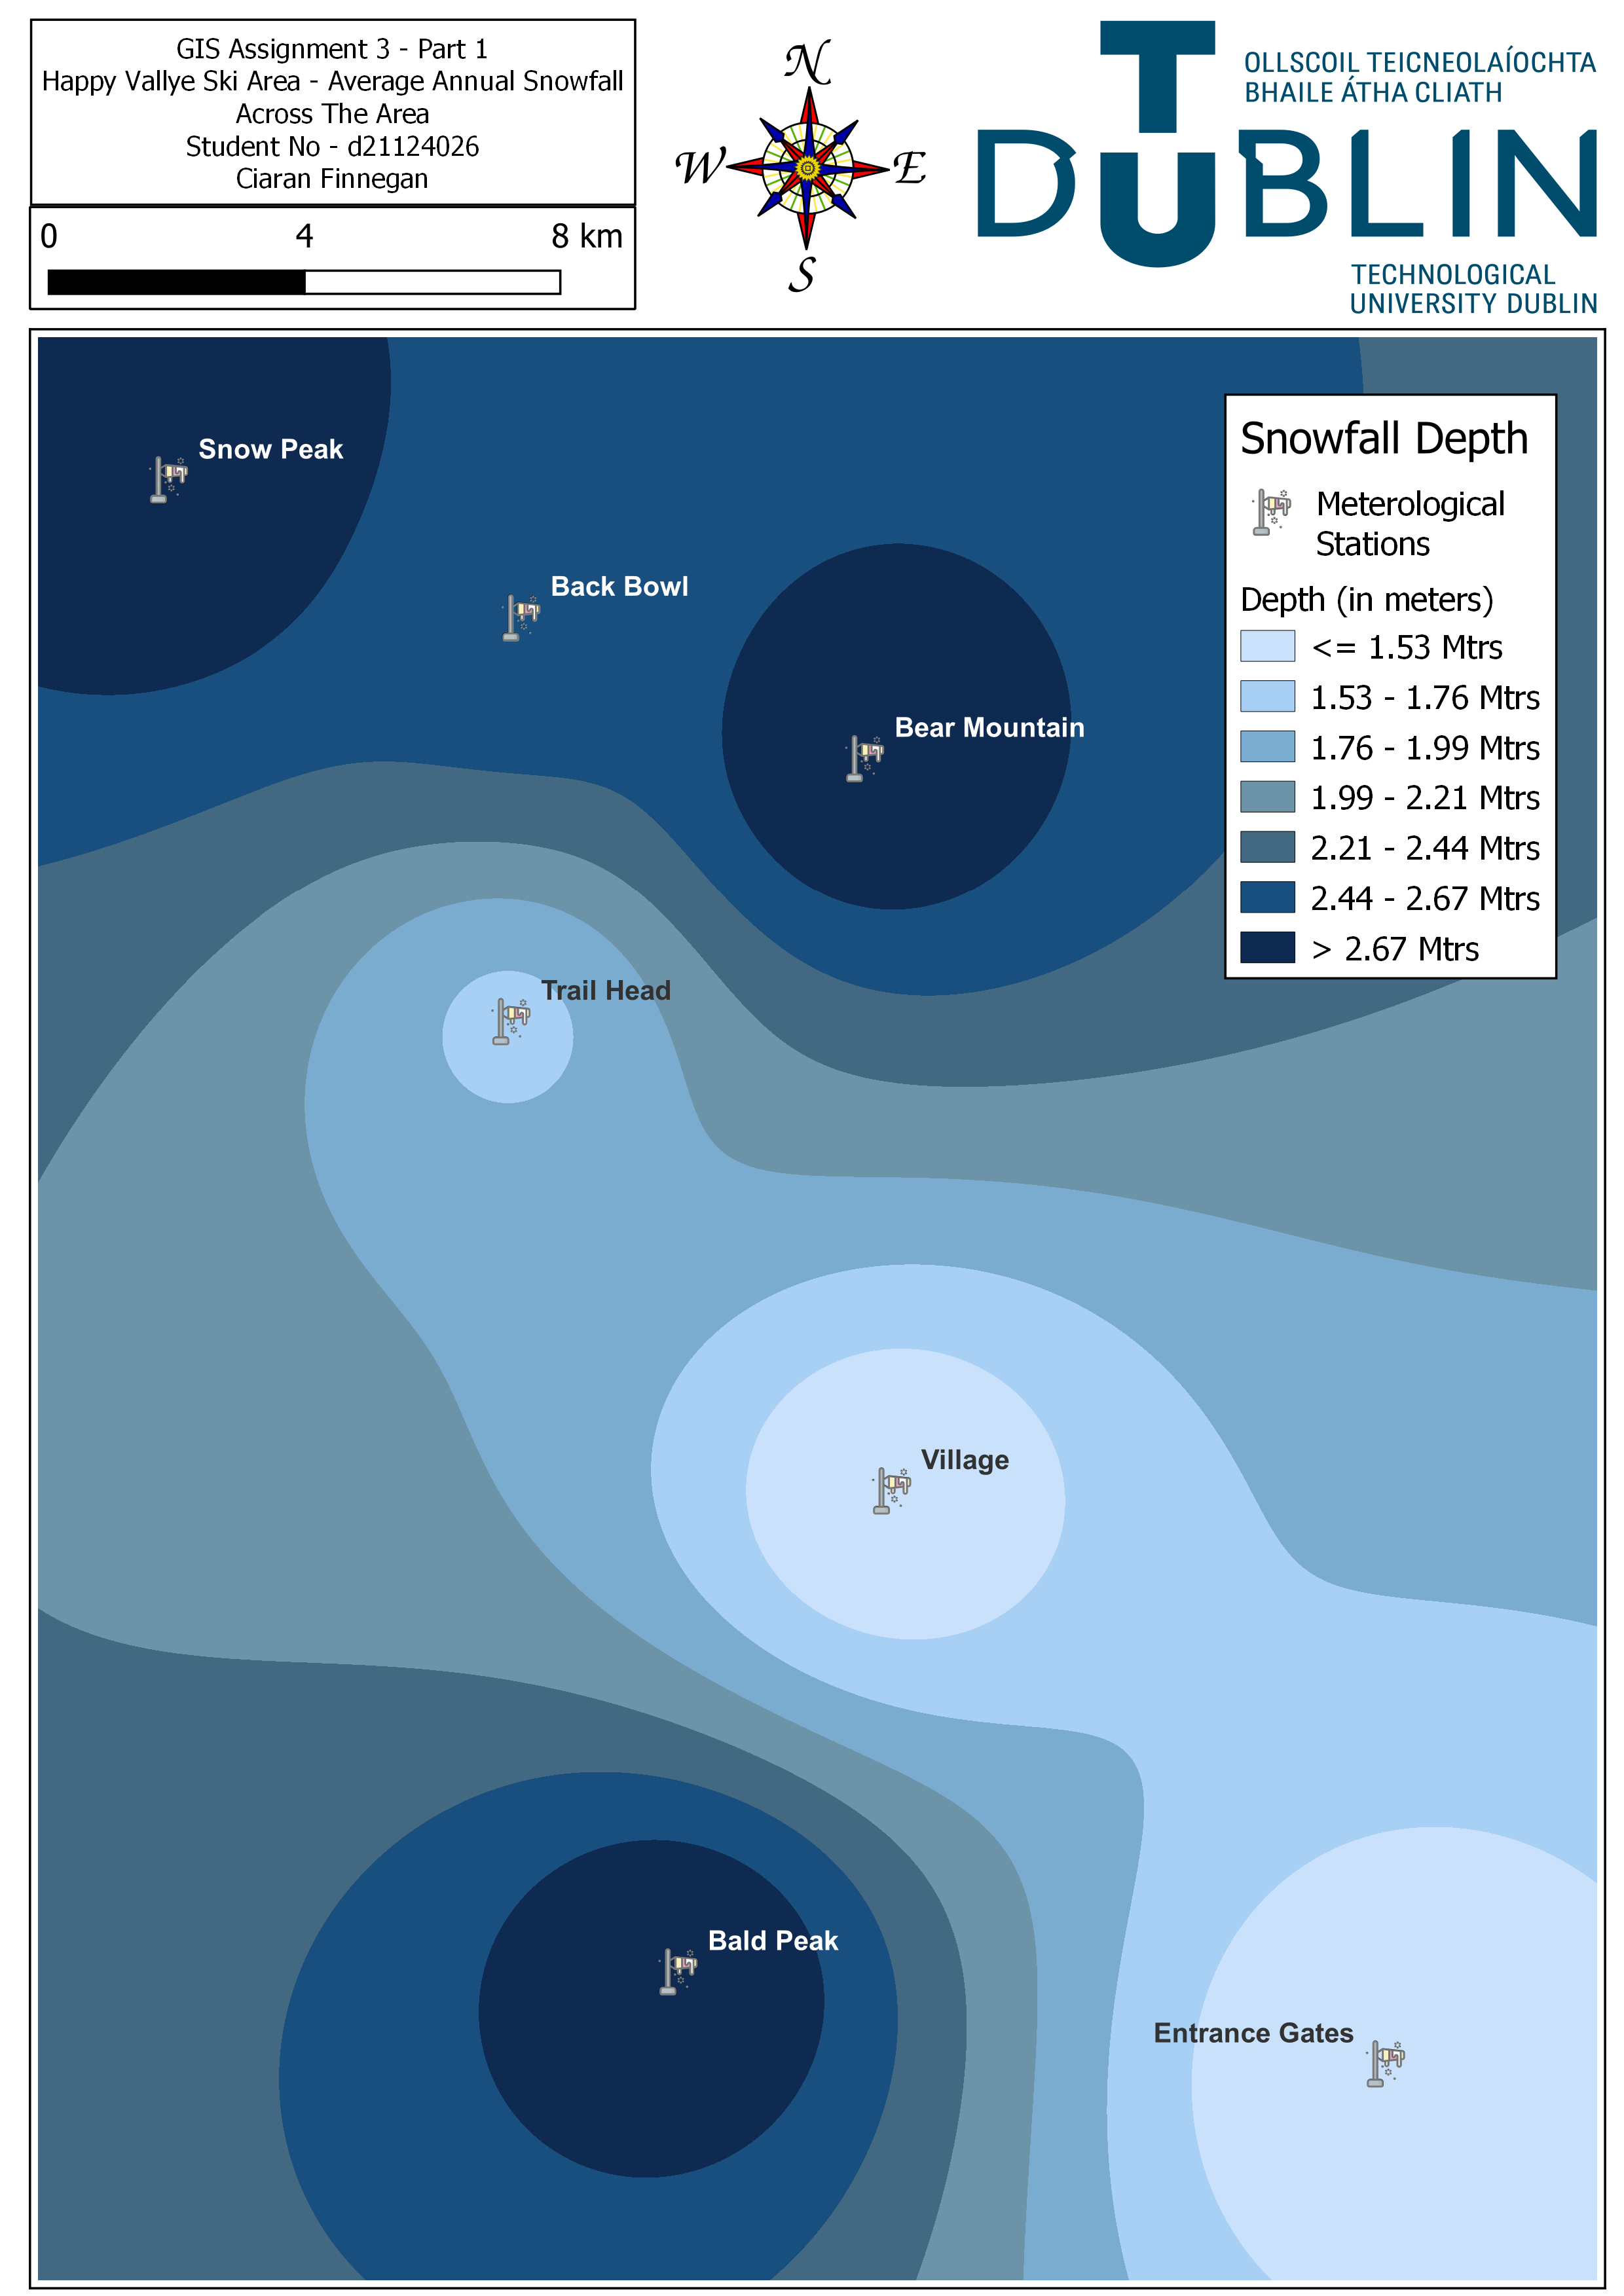 GIS Assignment 3 - Part 1
Happy Vallye Ski Area - Average Annual Snowfall
Across The Area
Student No - d21124026
Ciaran Finnegan
0 4 8 km
N
W E
S
OLLSCOIL TEICNEOLAÍOCHTA
BHAILE ÁTHA CLIATH
TU DUBLIN
TECHNOLOGICAL
UNIVERSITY DUBLIN
Snowfall Depth
Meterological
Stations
Depth (in meters)
<= 1.53 Mtrs
1.53 - 1.76 Mtrs
1.76 - 1.99 Mtrs
1.99 - 2.21 Mtrs
2.21 - 2.44 Mtrs
2.44 - 2.67 Mtrs
> 2.67 Mtrs
Snow Peak
Back Bowl
Bear Mountain
Trail Head
Village
Bald Peak
Entrance Gates